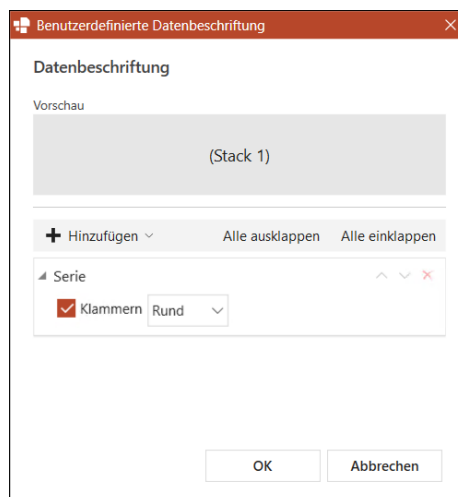 Benutzerdefinierte Datenbeschriftung
Datenbeschriftung
Vorschau
(Stack 1)
Hinzufügen Alle ausklappen Alle einklappen
Serie
Klammern Rund
OK Abbrechen